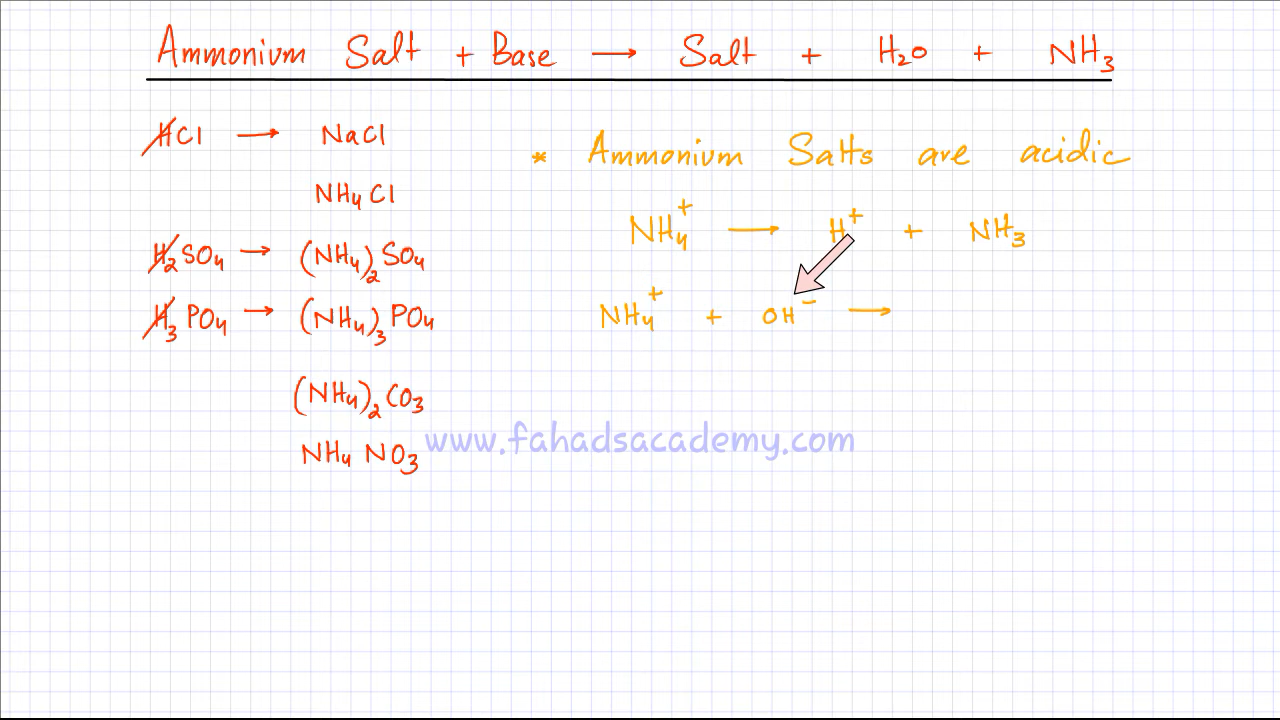 Ammonium Salt + Base → Salt + H₂O + NH₃
HCl → NaCl
NH₄Cl
H₂SO₄ → (NH₄)₂SO₄
H₃PO₄ → (NH₄)₃PO₄
(NH₄)₂CO₃
NH₄NO₃
* Ammonium Salts are acidic
NH₄⁺ → H⁺ + NH₃
NH₄⁺ + OH⁻ →
www.fahadsacademy.com